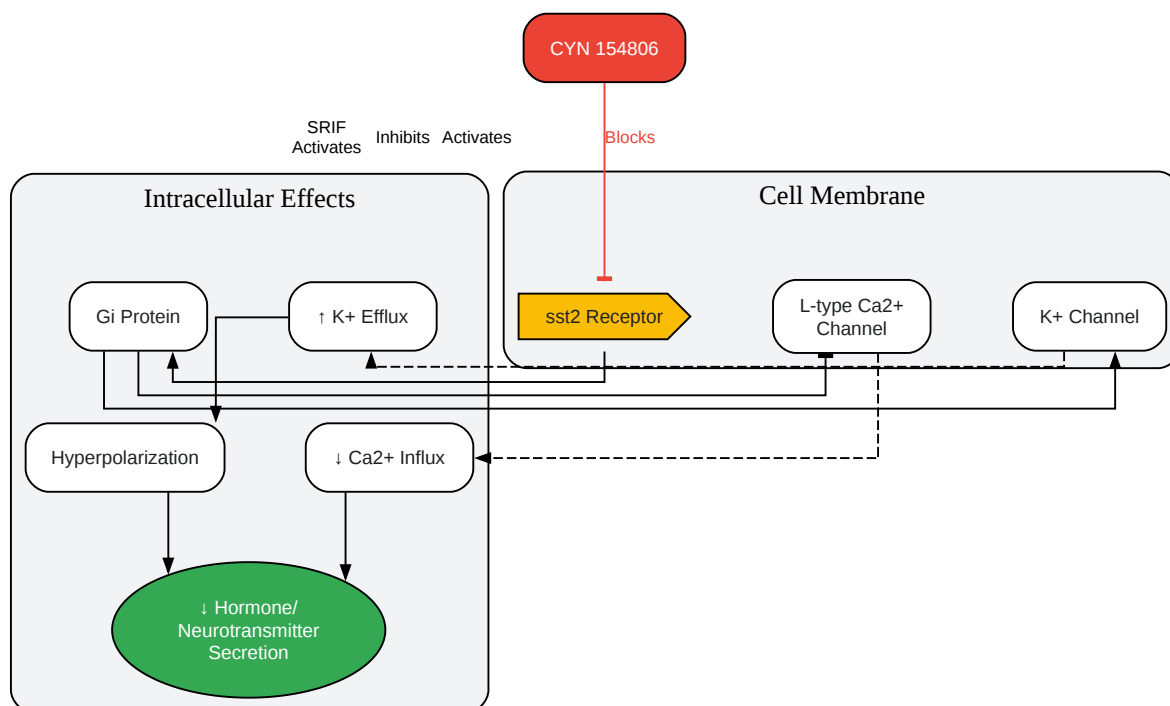 CYN 154806
SRIF
Activates
Inhibits
Activates
Blocks
Intracellular Effects
Cell Membrane
Gi Protein
↑ K+ Efflux
sst2 Receptor
L-type Ca2+
Channel
K+ Channel
Hyperpolarization
↓ Ca2+ Influx
↓ Hormone/
Neurotransmitter
Secretion